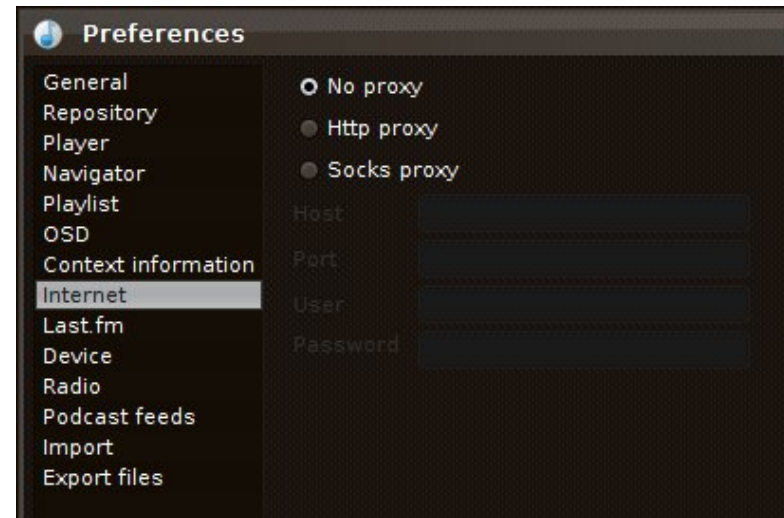 Preferences
General
Repository
Player
Navigator
Playlist
OSD
Context information
Internet
Last.fm
Device
Radio
Podcast feeds
Import
Export files
No proxy
Http proxy
Socks proxy
Host
Port
User
Password